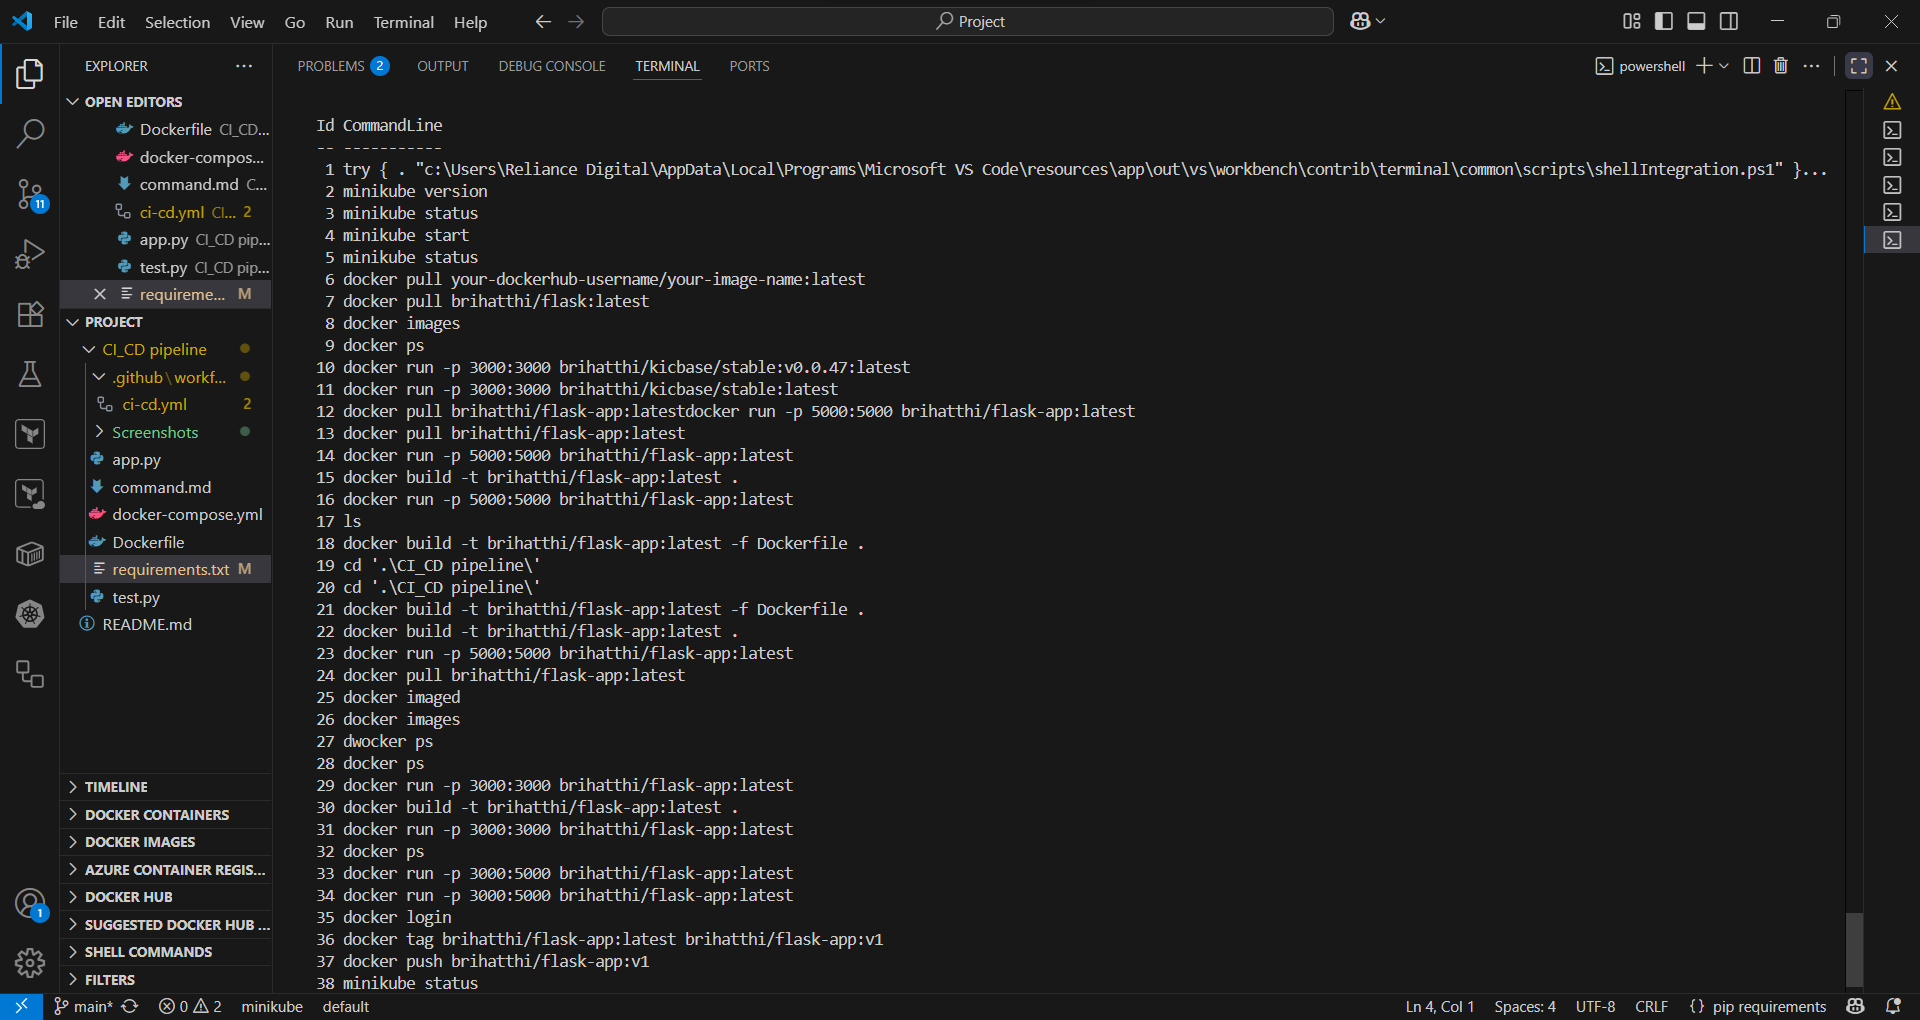 File Edit Selection View Go Run Terminal Help
Project
EXPLORER
OPEN EDITORS
Dockerfile CI_CD...
docker-compos...
command.md C...
ci-cd.yml CI... 2
app.py CI_CD pip...
test.py CI_CD pip...
requireme... M
PROJECT
CI_CD pipeline
.github\workf...
ci-cd.yml 2
Screenshots
app.py
command.md
docker-compose.yml
Dockerfile
requirements.txt M
test.py
README.md
TIMELINE
DOCKER CONTAINERS
DOCKER IMAGES
AZURE CONTAINER REGIS...
DOCKER HUB
SUGGESTED DOCKER HUB ...
SHELL COMMANDS
FILTERS
11
1
PROBLEMS 2 OUTPUT DEBUG CONSOLE TERMINAL PORTS
powershell
Id CommandLine
-- -----------
1 try { . "c:\Users\Reliance Digital\AppData\Local\Programs\Microsoft VS Code\resources\app\out\vs\workbench\contrib\terminal\common\scripts\shellIntegration.ps1" }...
2 minikube version
3 minikube status
4 minikube start
5 minikube status
6 docker pull your-dockerhub-username/your-image-name:latest
7 docker pull brihatthi/flask:latest
8 docker images
9 docker ps
10 docker run -p 3000:3000 brihatthi/kicbase/stable:v0.0.47:latest
11 docker run -p 3000:3000 brihatthi/kicbase/stable:latest
12 docker pull brihatthi/flask-app:latestdocker run -p 5000:5000 brihatthi/flask-app:latest
13 docker pull brihatthi/flask-app:latest
14 docker run -p 5000:5000 brihatthi/flask-app:latest
15 docker build -t brihatthi/flask-app:latest .
16 docker run -p 5000:5000 brihatthi/flask-app:latest
17 ls
18 docker build -t brihatthi/flask-app:latest -f Dockerfile .
19 cd '.\CI_CD pipeline\'
20 cd '.\CI_CD pipeline\'
21 docker build -t brihatthi/flask-app:latest -f Dockerfile .
22 docker build -t brihatthi/flask-app:latest .
23 docker run -p 5000:5000 brihatthi/flask-app:latest
24 docker pull brihatthi/flask-app:latest
25 docker imaged
26 docker images
27 dwocker ps
28 docker ps
29 docker run -p 3000:3000 brihatthi/flask-app:latest
30 docker build -t brihatthi/flask-app:latest .
31 docker run -p 3000:3000 brihatthi/flask-app:latest
32 docker ps
33 docker run -p 3000:5000 brihatthi/flask-app:latest
34 docker run -p 3000:5000 brihatthi/flask-app:latest
35 docker login
36 docker tag brihatthi/flask-app:latest brihatthi/flask-app:v1
37 docker push brihatthi/flask-app:v1
38 minikube status
main* 0 2 minikube default
Ln 4, Col 1 Spaces: 4 UTF-8 CRLF {} pip requirements